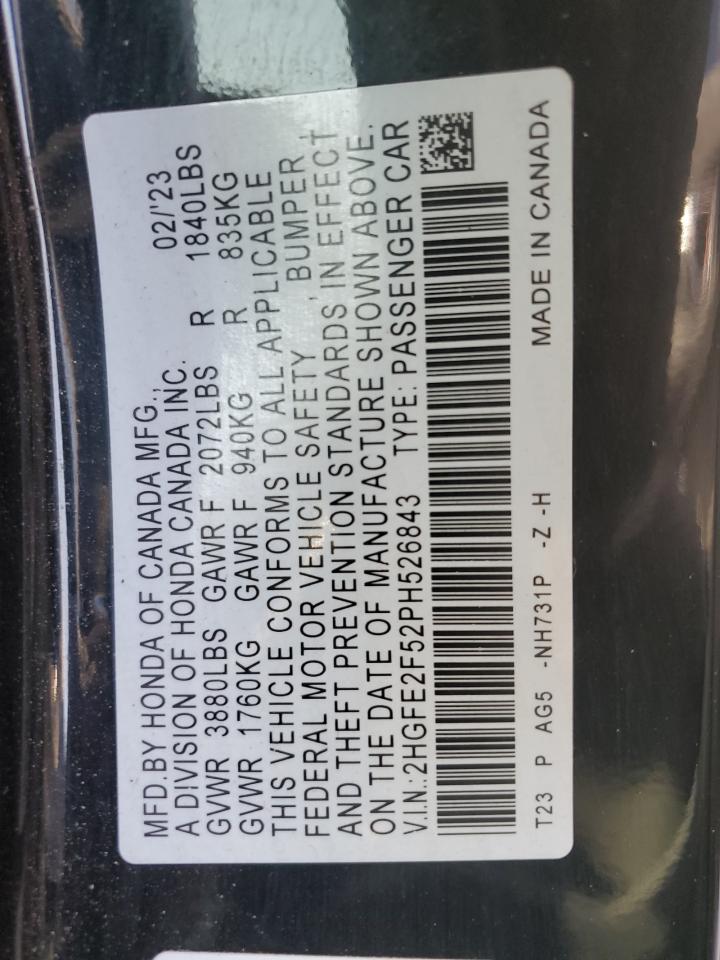 MFD.BY HONDA OF CANADA MFG.,
A DIVISION OF HONDA CANADA INC. 02/'23
GVWR 3880LBS GAWR F 2072LBS R 1840LBS
GVWR 1760KG GAWR F 940KG R 835KG
THIS VEHICLE CONFORMS TO ALL APPLICABLE
FEDERAL MOTOR VEHICLE SAFETY , BUMPER ,
AND THEFT PREVENTION STANDARDS IN EFFECT
ON THE DATE OF MANUFACTURE SHOWN ABOVE.
V.I.N.:2HGFE2F52PH526843 TYPE: PASSENGER CAR
T23 P AG5 -NH731P -Z -H MADE IN CANADA